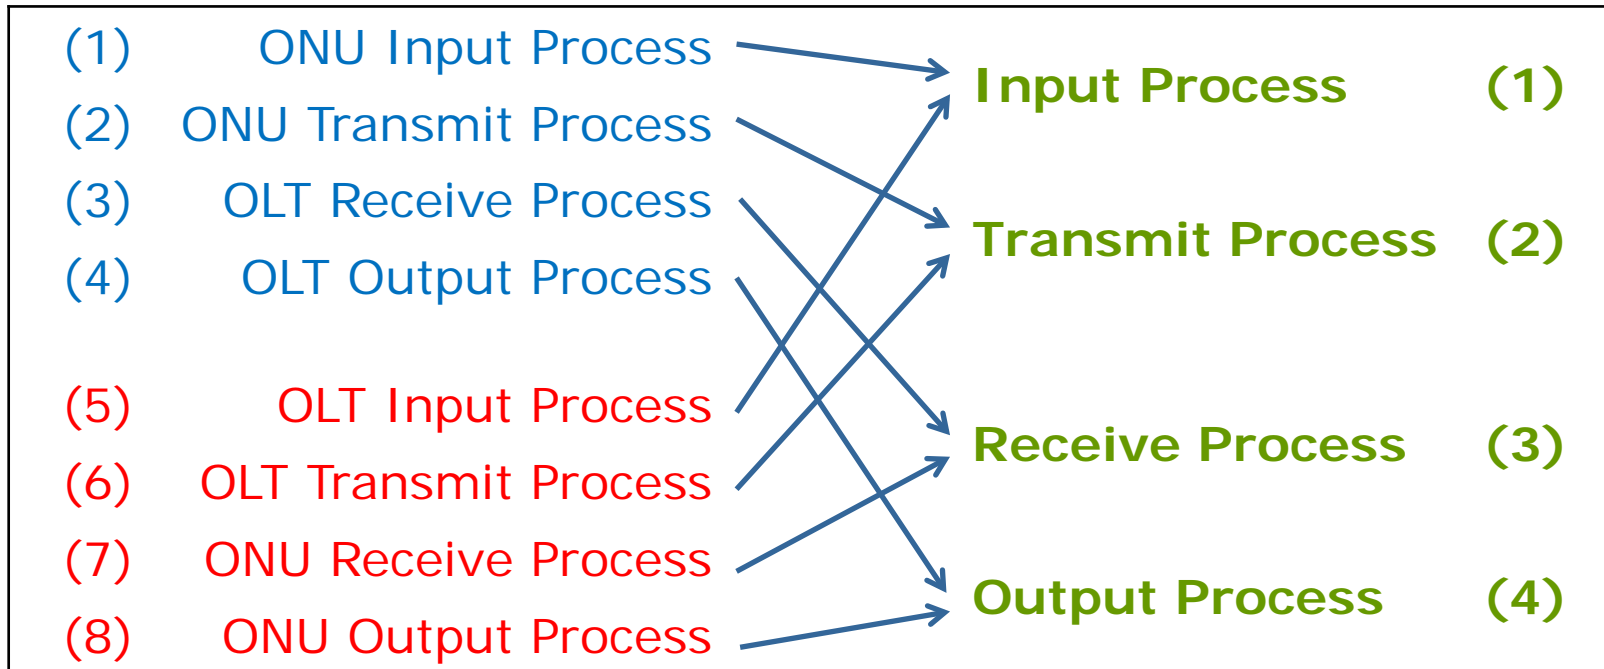 (1) ONU Input Process
(2) ONU Transmit Process
(3) OLT Receive Process
(4) OLT Output Process
(5) OLT Input Process
(6) OLT Transmit Process
(7) ONU Receive Process
(8) ONU Output Process
Input Process (1)
Transmit Process (2)
Receive Process (3)
Output Process (4)